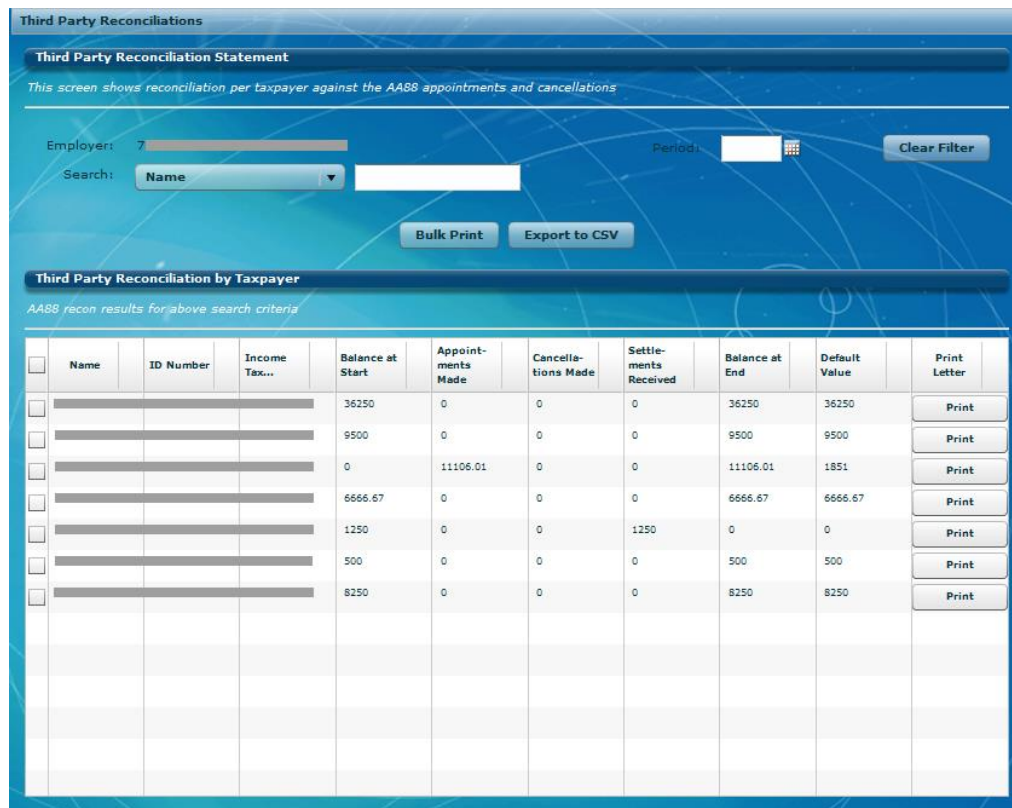 Third Party Reconciliations
Third Party Reconciliation Statement
This screen shows reconciliation per taxpayer against the AA88 appointments and cancellations
Employer: 7
Period:
Clear Filter
Search: Name
Bulk Print Export to CSV
Third Party Reconciliation by Taxpayer
AA88 recon results for above search criteria
Name ID Number Income Tax... Balance at Start Appoint-ments Made Cancella-tions Made Settle-ments Received Balance at End Default Value Print Letter
36250 0 0 0 36250 36250 Print
9500 0 0 0 9500 9500 Print
0 11106.01 0 0 11106.01 1851 Print
6666.67 0 0 0 6666.67 6666.67 Print
1250 0 0 1250 0 0 Print
500 0 0 0 500 500 Print
8250 0 0 0 8250 8250 Print